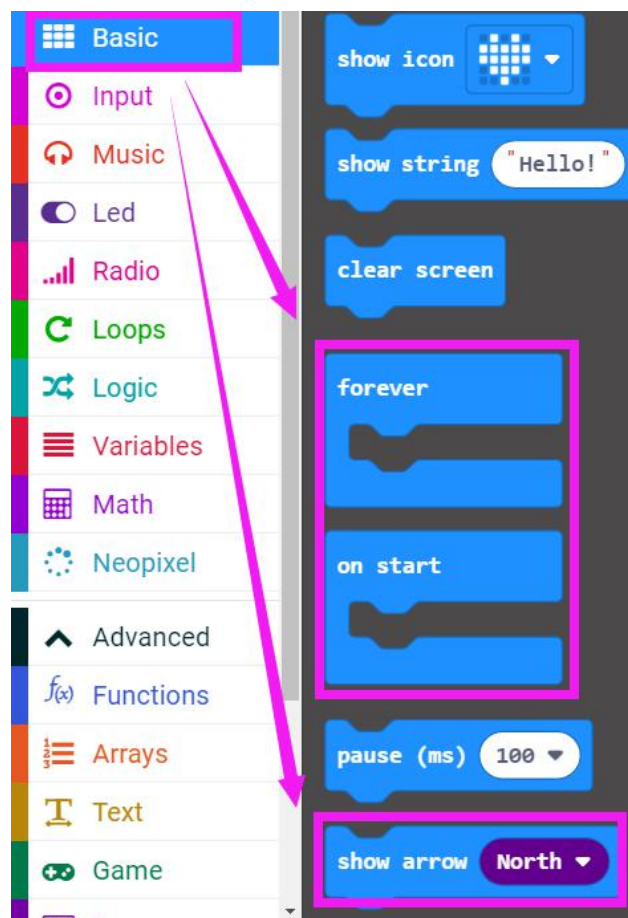 Basic
Input
Music
Led
Radio
Loops
Logic
Variables
Math
Neopixel
Advanced
f(x) Functions
Arrays
Text
Game
show icon
show string "Hello!"
clear screen
forever
on start
pause (ms) 100
show arrow North